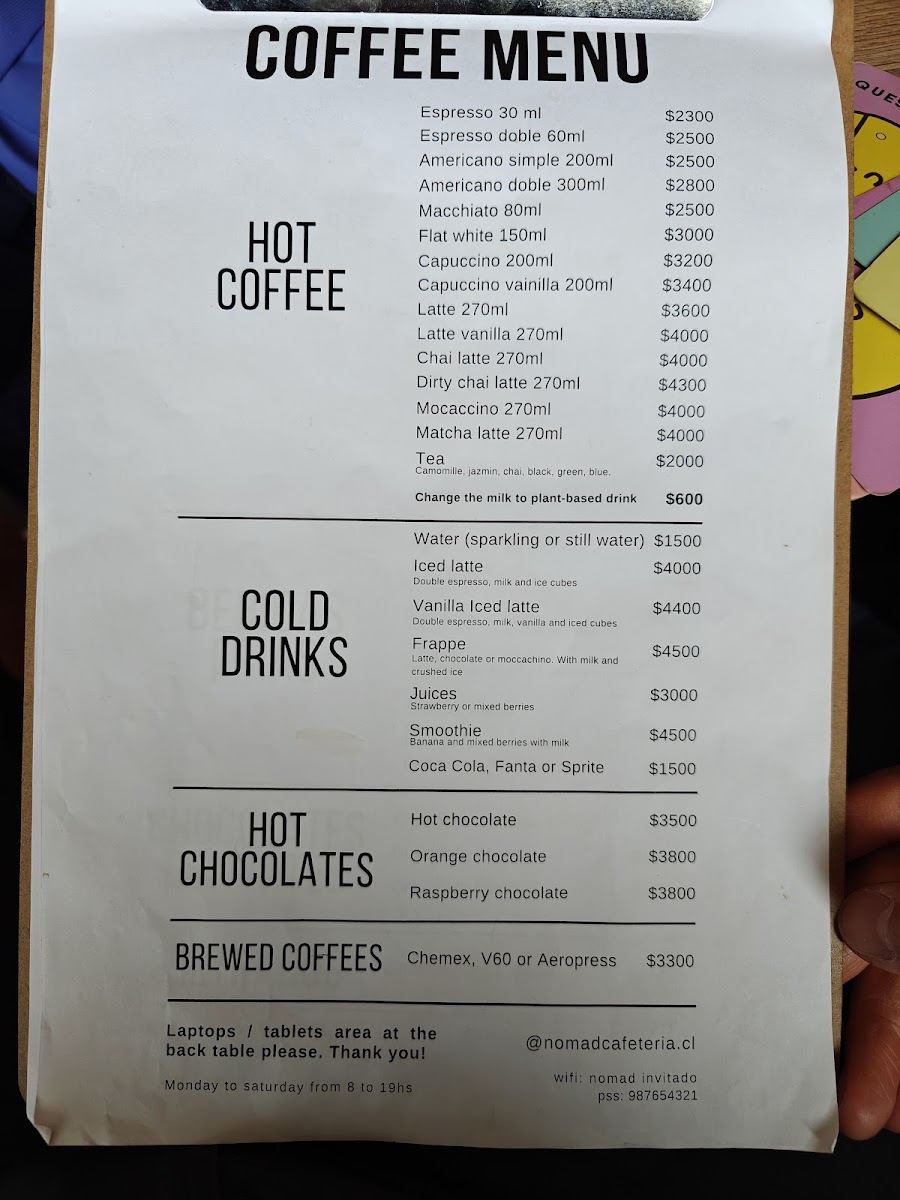 COFFEE MENU
HOT
COFFEE
Espresso 30 ml $2300
Espresso doble 60ml $2500
Americano simple 200ml $2500
Americano doble 300ml $2800
Macchiato 80ml $2500
Flat white 150ml $3000
Capuccino 200ml $3200
Capuccino vainilla 200ml $3400
Latte 270ml $3600
Latte vanilla 270ml $4000
Chai latte 270ml $4000
Dirty chai latte 270ml $4300
Mocaccino 270ml $4000
Matcha latte 270ml $4000
Tea $2000
Camomille, jazmin, chai, black, green, blue.
Change the milk to plant-based drink $600
COLD
DRINKS
Water (sparkling or still water) $1500
Iced latte $4000
Double espresso, milk and ice cubes
Vanilla Iced latte $4400
Double espresso, milk, vanilla and iced cubes
Frappe $4500
Latte, chocolate or moccachino. With milk and
crushed ice
Juices $3000
Strawberry or mixed berries
Smoothie $4500
Banana and mixed berries with milk
Coca Cola, Fanta or Sprite $1500
HOT
CHOCOLATES
Hot chocolate $3500
Orange chocolate $3800
Raspberry chocolate $3800
BREWED COFFEES
Chemex, V60 or Aeropress $3300
Laptops / tablets area at the
back table please. Thank you!
Monday to saturday from 8 to 19hs
@nomadcafeteria.cl
wifi: nomad invitado
pss: 987654321